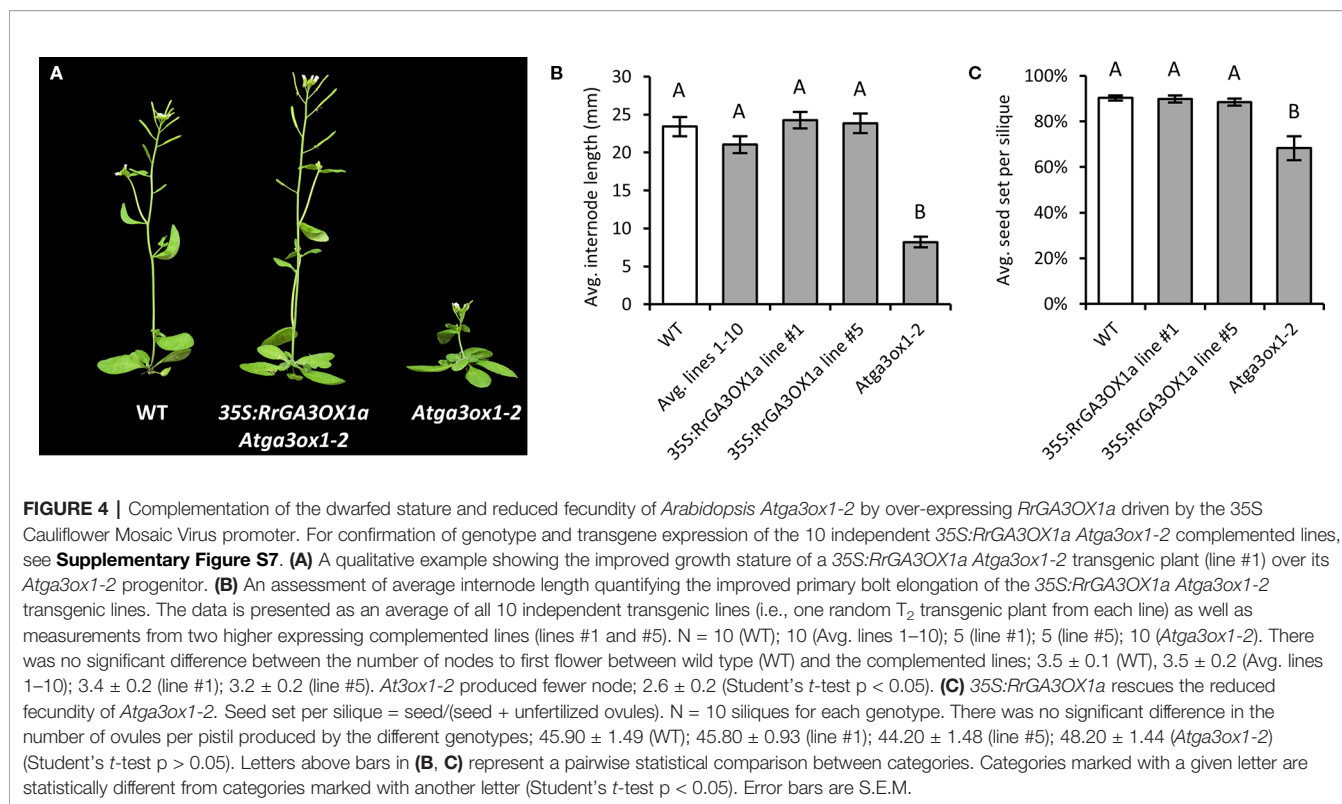 A
WT
35S:RrGA3OX1a
Atga3ox1-2
Atga3ox1-2
B
Avg. internode length (mm)
30
25
20
15
10
5
0
A
A
A
A
B
WT
Avg. lines 1-10
35S:RrGA3OX1a line #1
35S:RrGA3OX1a line #5
Atga3ox1-2
C
Avg. seed set per silique
100%
80%
60%
40%
20%
0%
A
A
A
B
WT
35S:RrGA3OX1a line #1
35S:RrGA3OX1a line #5
Atga3ox1-2
FIGURE 4 | Complementation of the dwarfed stature and reduced fecundity of Arabidopsis Atga3ox1-2 by over-expressing RrGA3OX1a driven by the 35S
Cauliflower Mosaic Virus promoter. For confirmation of genotype and transgene expression of the 10 independent 35S:RrGA3OX1a Atga3ox1-2 complemented lines,
see Supplementary Figure S7. (A) A qualitative example showing the improved growth stature of a 35S:RrGA3OX1a Atga3ox1-2 transgenic plant (line #1) over its
Atga3ox1-2 progenitor. (B) An assessment of average internode length quantifying the improved primary bolt elongation of the 35S:RrGA3OX1a Atga3ox1-2
transgenic lines. The data is presented as an average of all 10 independent transgenic lines (i.e., one random T2 transgenic plant from each line) as well as
measurements from two higher expressing complemented lines (lines #1 and #5). N = 10 (WT); 10 (Avg. lines 1–10); 5 (line #1); 5 (line #5); 10 (Atga3ox1-2). There
was no significant difference between the number of nodes to first flower between wild type (WT) and the complemented lines; 3.5 ± 0.1 (WT), 3.5 ± 0.2 (Avg. lines
1–10); 3.4 ± 0.2 (line #1); 3.2 ± 0.2 (line #5). At3ox1-2 produced fewer node; 2.6 ± 0.2 (Student's t-test p < 0.05). (C) 35S:RrGA3OX1a rescues the reduced
fecundity of Atga3ox1-2. Seed set per silique = seed/(seed + unfertilized ovules). N = 10 siliques for each genotype. There was no significant difference in the
number of ovules per pistil produced by the different genotypes; 45.90 ± 1.49 (WT); 45.80 ± 0.93 (line #1); 44.20 ± 1.48 (line #5); 48.20 ± 1.44 (Atga3ox1-2)
(Student's t-test p > 0.05). Letters above bars in (B, C) represent a pairwise statistical comparison between categories. Categories marked with a given letter are
statistically different from categories marked with another letter (Student's t-test p < 0.05). Error bars are S.E.M.